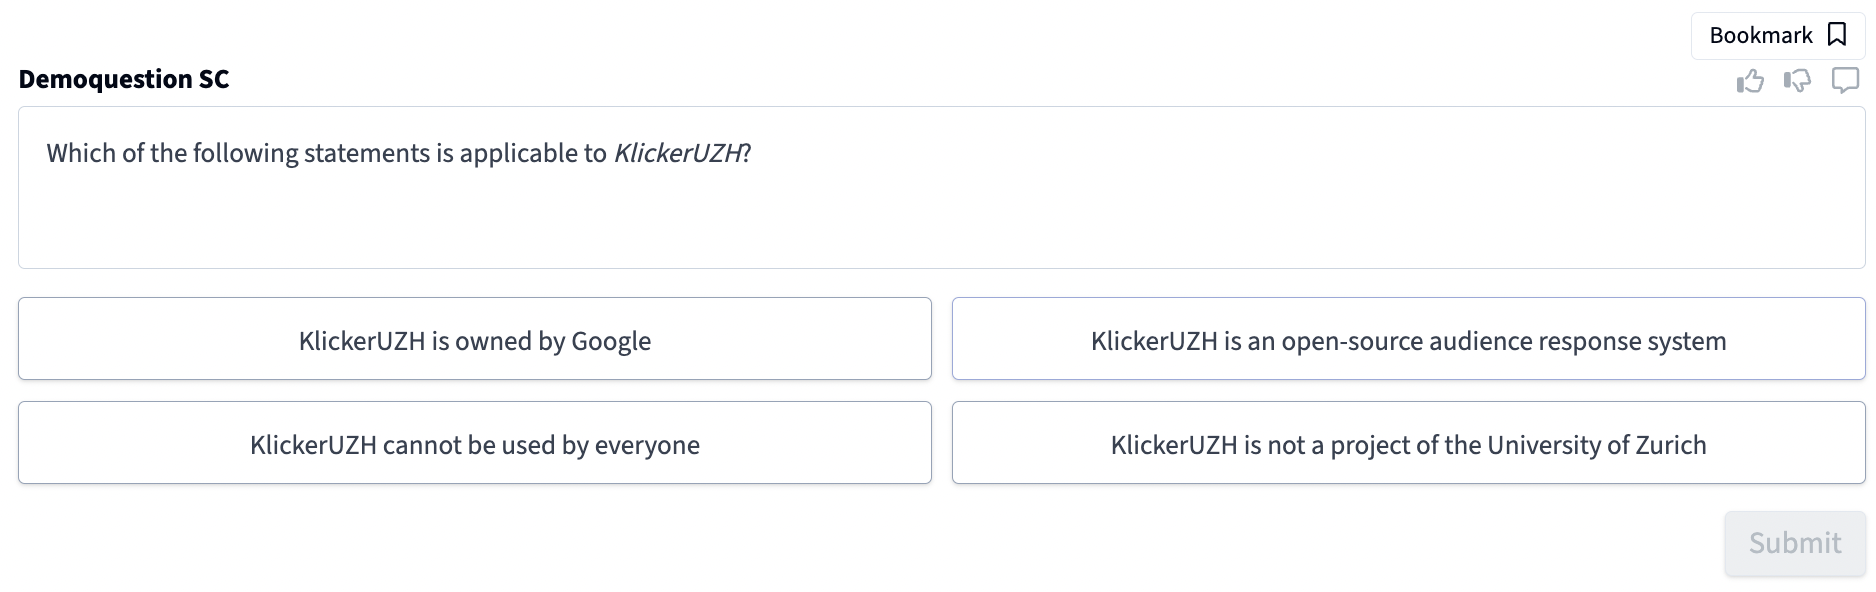 Bookmark
Demoquestion SC
Which of the following statements is applicable to KlickerUZH?
KlickerUZH is owned by Google
KlickerUZH is an open-source audience response system
KlickerUZH cannot be used by everyone
KlickerUZH is not a project of the University of Zurich
Submit